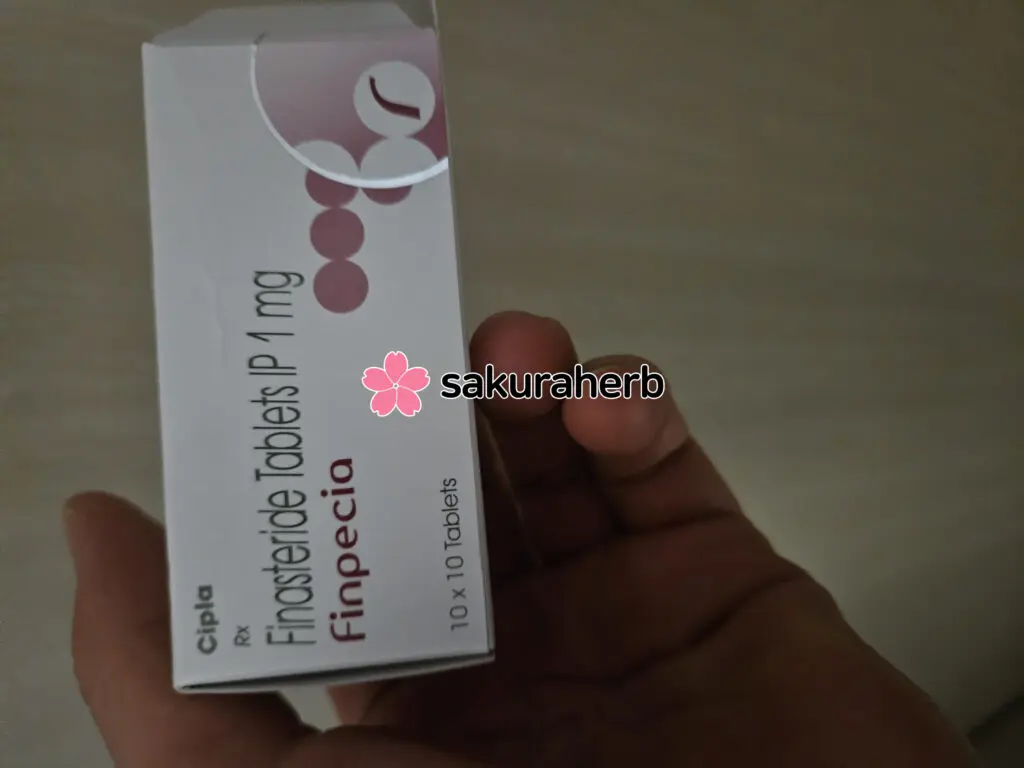 Cipla
Rx
Finasteride Tablets IP 1 mg
Finpecia
10 x 10 Tablets
sakuraherb